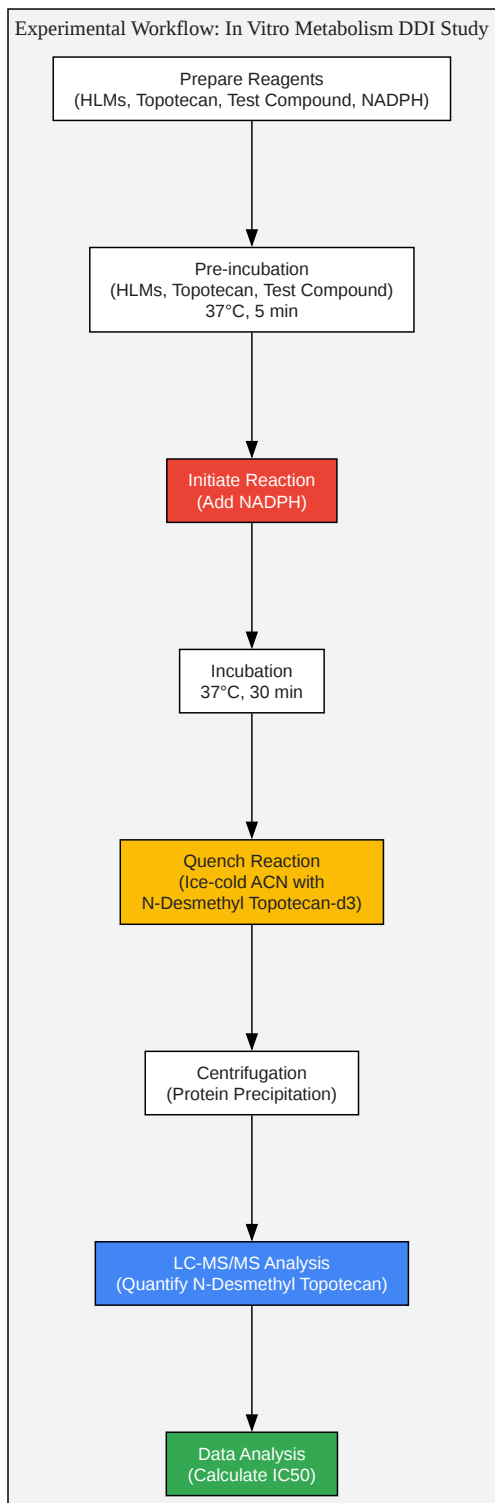 Experimental Workflow: In Vitro Metabolism DDI Study
Prepare Reagents
(HLMs, Topotecan, Test Compound, NADPH)
Pre-incubation
(HLMs, Topotecan, Test Compound)
37°C, 5 min
Initiate Reaction
(Add NADPH)
Incubation
37°C, 30 min
Quench Reaction
(Ice-cold ACN with
N-Desmethyl Topotecan-d3)
Centrifugation
(Protein Precipitation)
LC-MS/MS Analysis
(Quantify N-Desmethyl Topotecan)
Data Analysis
(Calculate IC50)